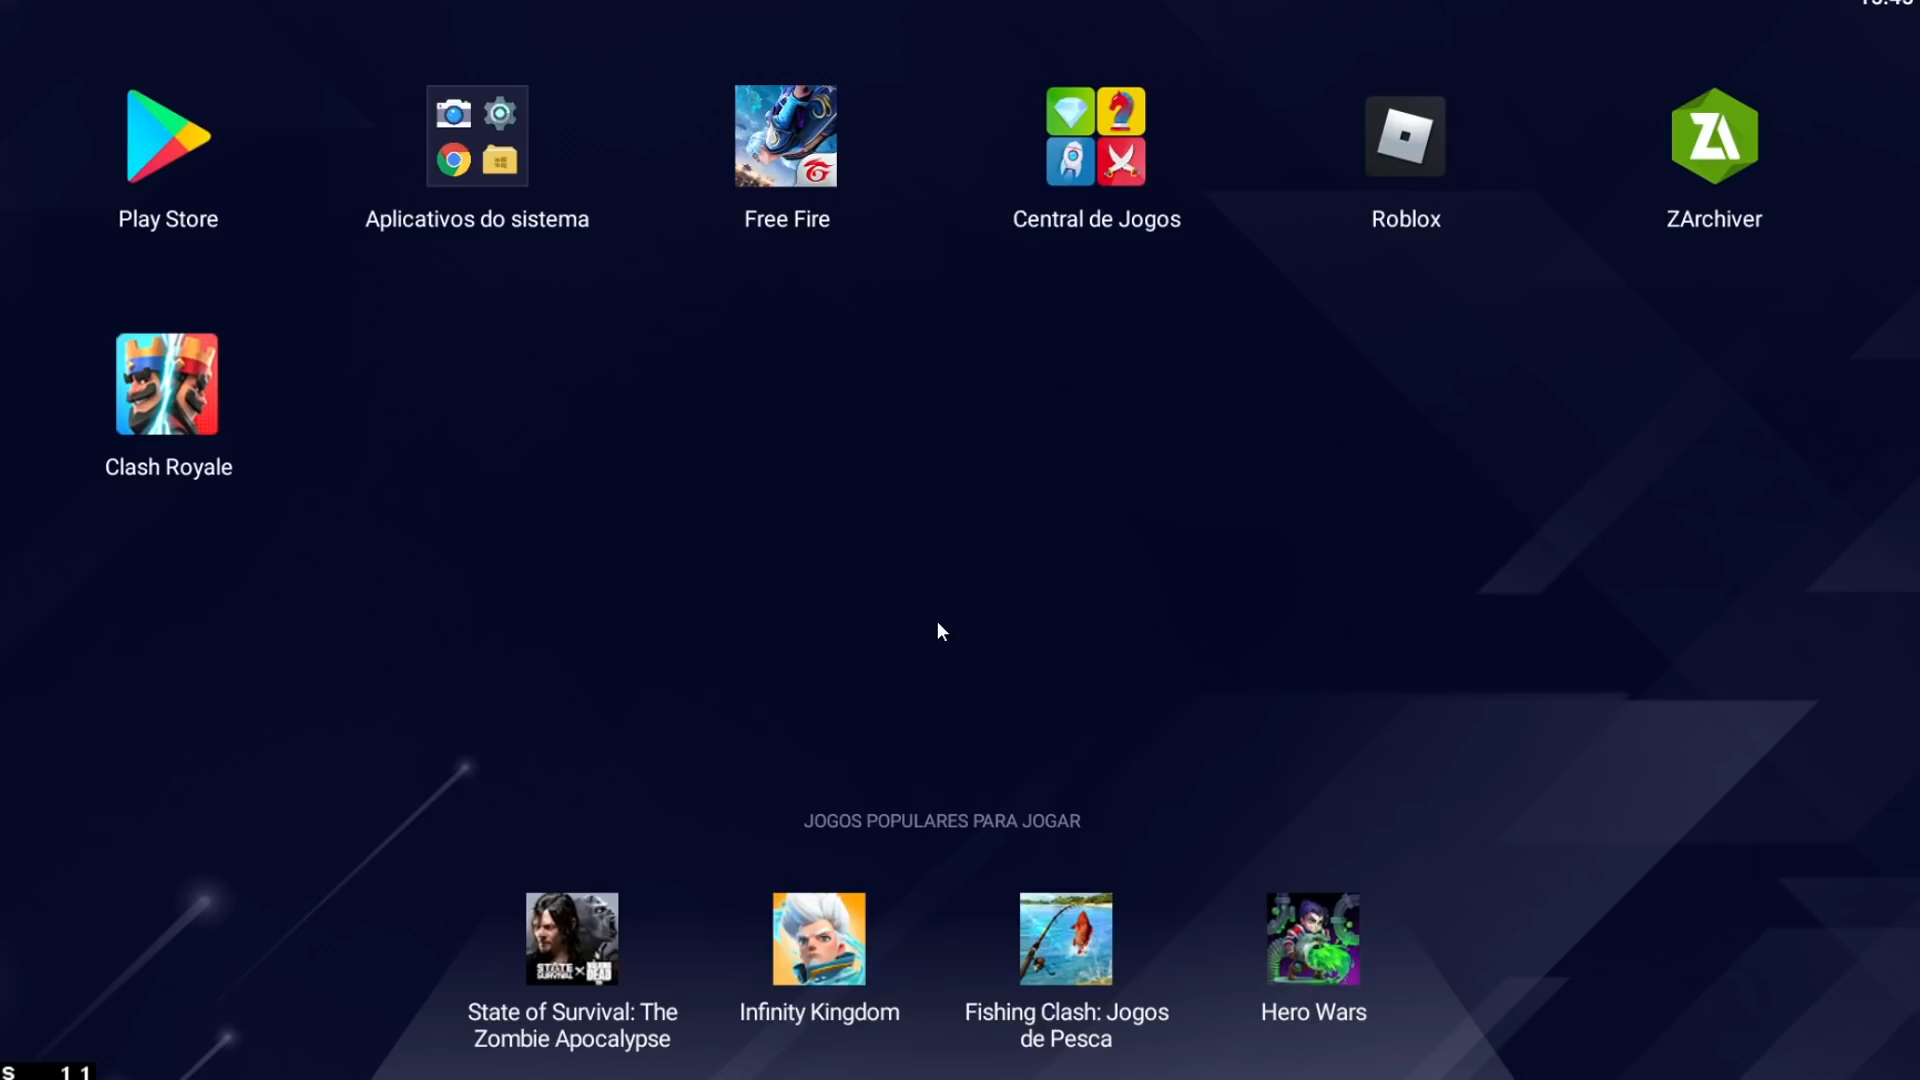 Play Store
Aplicativos do sistema
Free Fire
Central de Jogos
Roblox
ZArchiver
Clash Royale
JOGOS POPULARES PARA JOGAR
State of Survival: The
Zombie Apocalypse
Infinity Kingdom
Fishing Clash: Jogos
de Pesca
Hero Wars